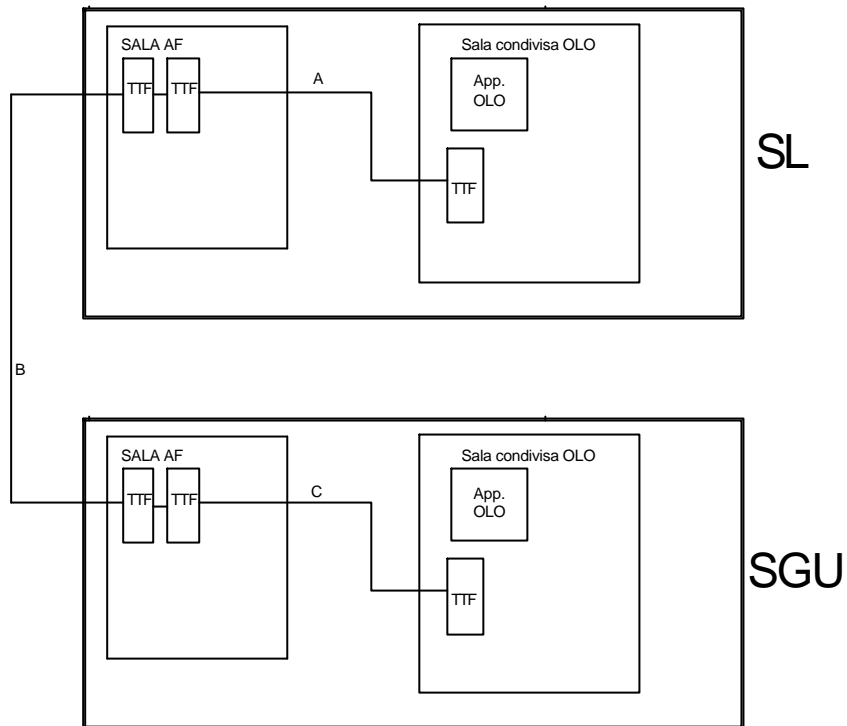 SALA AF
Sala condivisa OLO
TTF
TTF
A
App.
OLO
TTF
SL
B
SALA AF
Sala condivisa OLO
TTF
TTF
C
App.
OLO
TTF
SGU